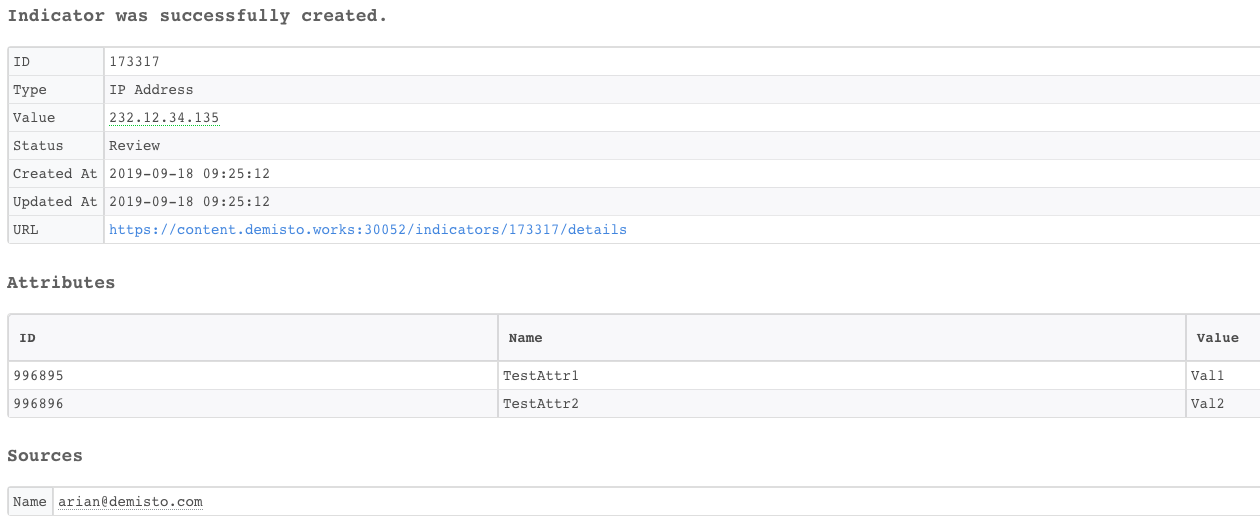 Indicator was successfully created.
ID 173317
Type IP Address
Value 232.12.34.135
Status Review
Created At 2019-09-18 09:25:12
Updated At 2019-09-18 09:25:12
URL https://content.demisto.works:30052/indicators/173317/details
Attributes
ID Name Value
996895 TestAttr1 Val1
996896 TestAttr2 Val2
Sources
Name arian@demisto.com